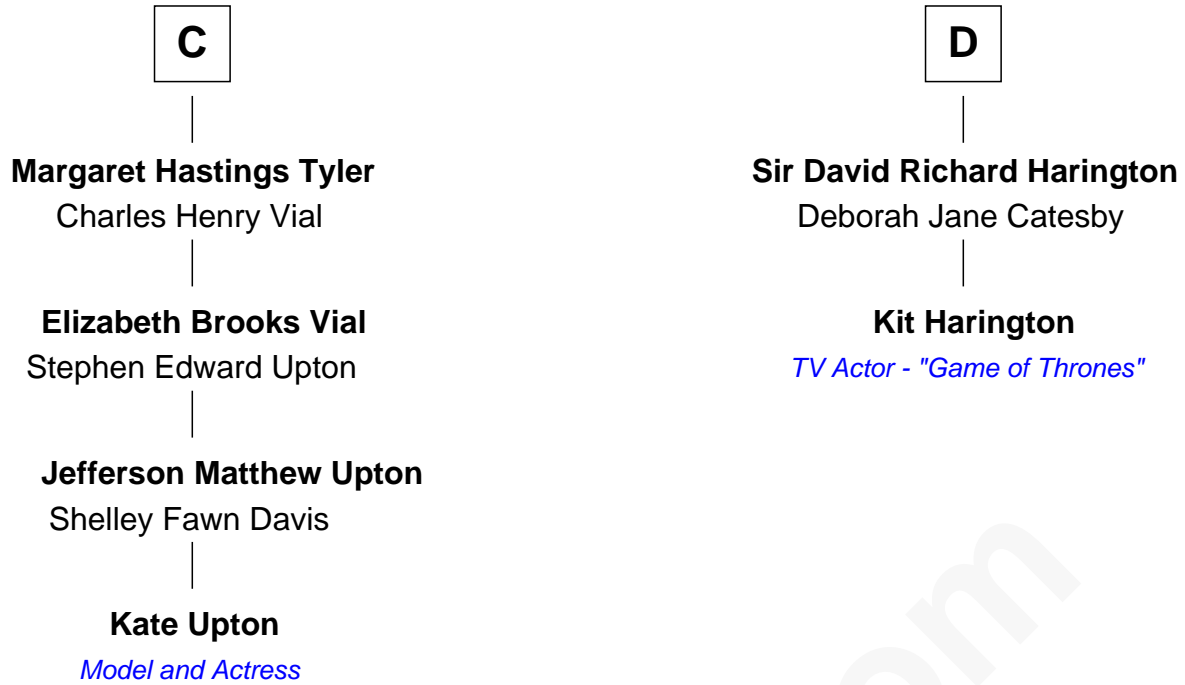 C
Margaret Hastings Tyler
Charles Henry Vial
Elizabeth Brooks Vial
Stephen Edward Upton
Jefferson Matthew Upton
Shelley Fawn Davis
Kate Upton
Model and Actress
D
Sir David Richard Harington
Deborah Jane Catesby
Kit Harington
TV Actor - "Game of Thrones"
om